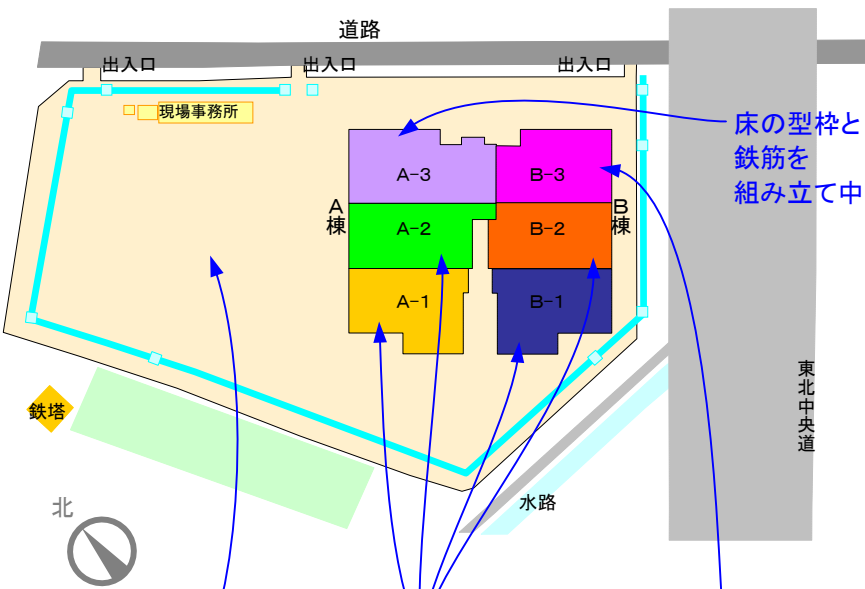 道路
出入口
出入口
出入口
現場事務所
床の型枠と
鉄筋を
組み立て中
A-3
B-3
A棟
A-2
B-2
B棟
A-1
B-1
東北中央道
鉄塔
水路
北